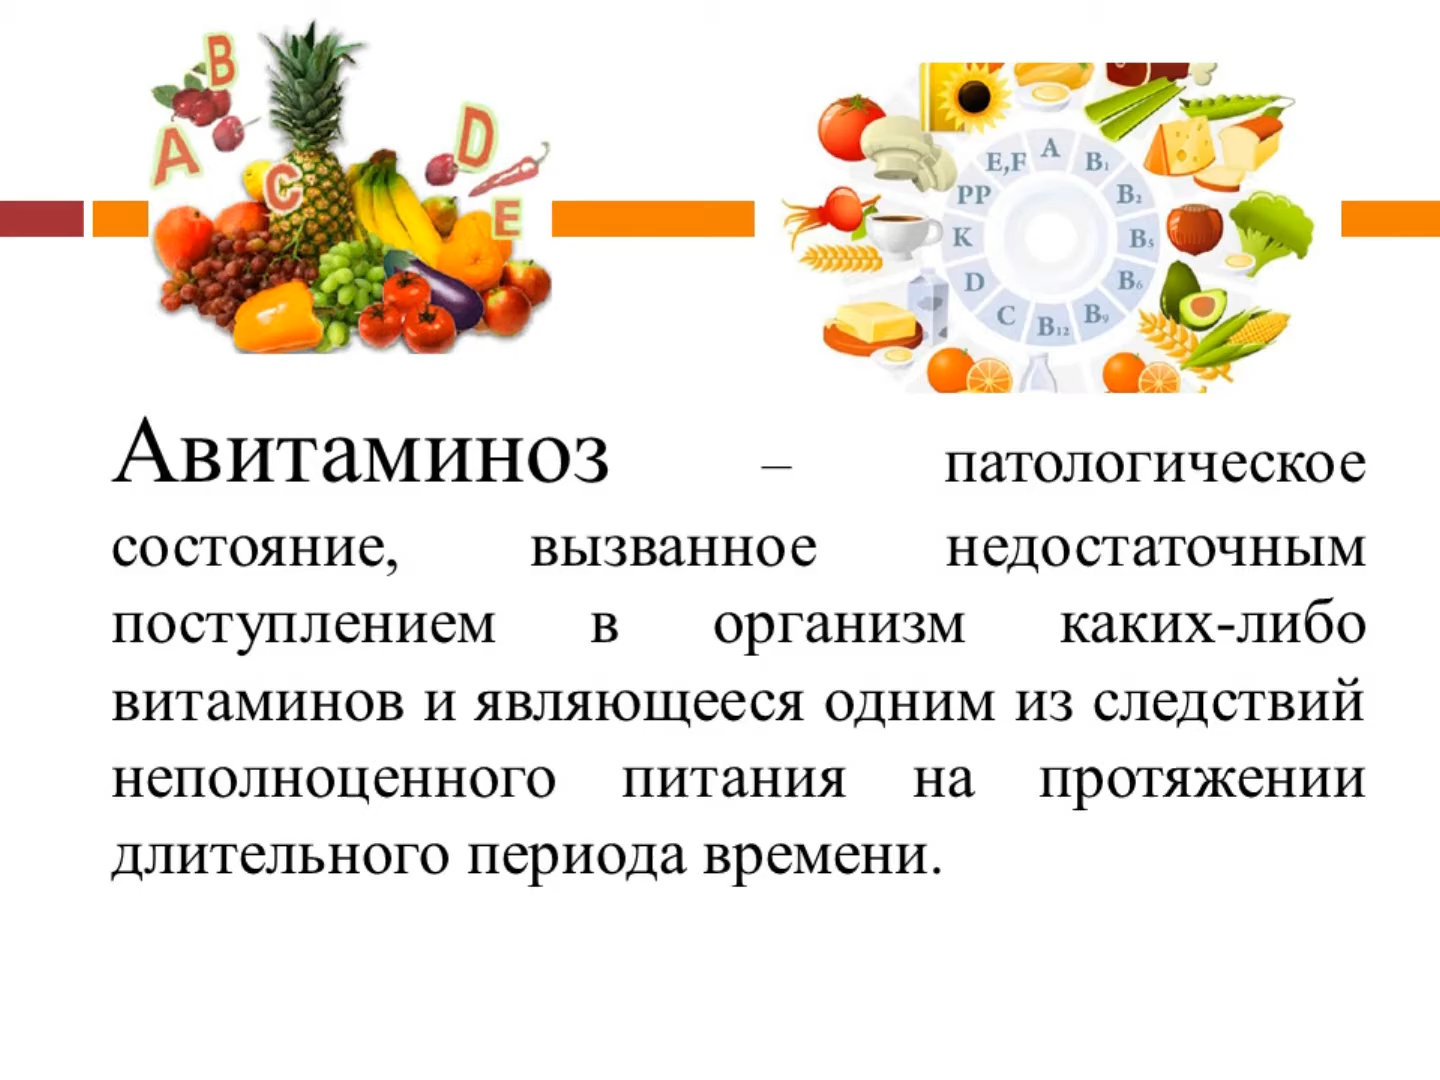 B
A
D
C
E
A
E,F
B1
PP
B2
K
B5
D
B6
C
B9
B12
Авитаминоз – патологическое
состояние, вызванное недостаточным
поступлением в организм каких-либо
витаминов и являющееся одним из следствий
неполноценного питания на протяжении
длительного периода времени.